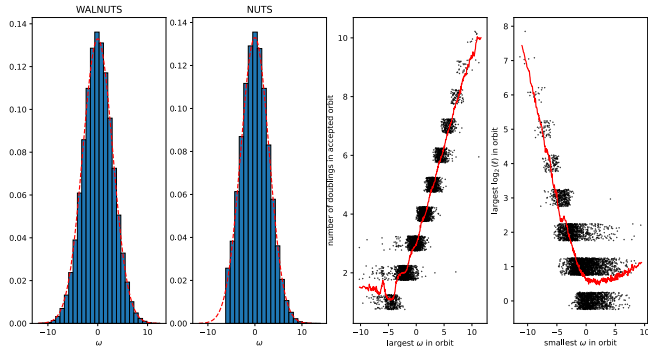 WALNUTS
0.14
0.12
0.10
0.08
0.06
0.04
0.02
0.00
−10 0 10
ω
NUTS
0.14
0.12
0.10
0.08
0.06
0.04
0.02
0.00
−10 0 10
ω
number of doublings in accepted orbit
10
8
6
4
2
−10 −5 0 5 10
largest ω in orbit
largest log₂(ℓ) in orbit
8
7
6
5
4
3
2
1
0
−10 −5 0 5 10
smallest ω in orbit